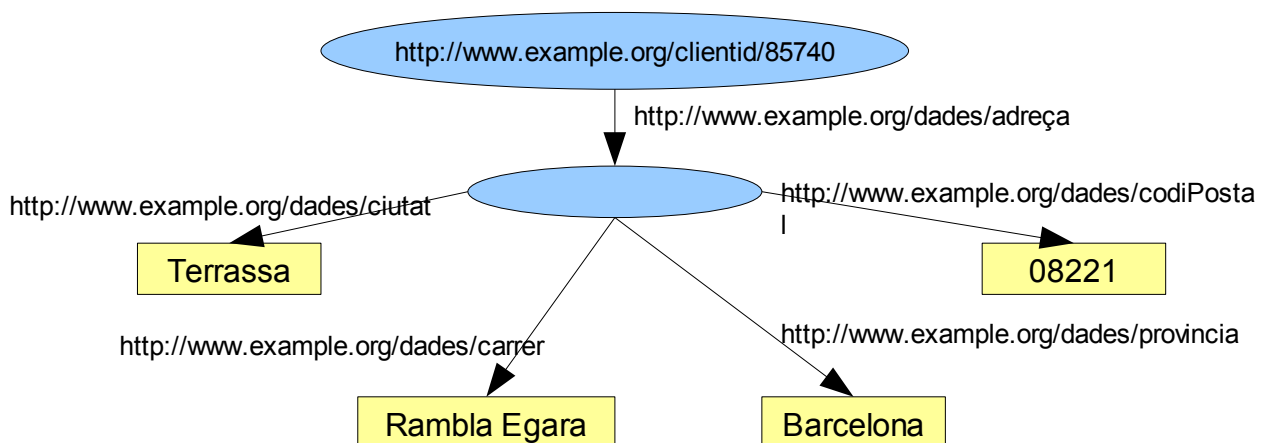 http://www.example.org/clientid/85740
http://www.example.org/dades/adreça
http://www.example.org/dades/ciutat
http://www.example.org/dades/codiPosta
l
Terrassa
08221
http://www.example.org/dades/carrer
http://www.example.org/dades/provincia
Rambla Egara
Barcelona